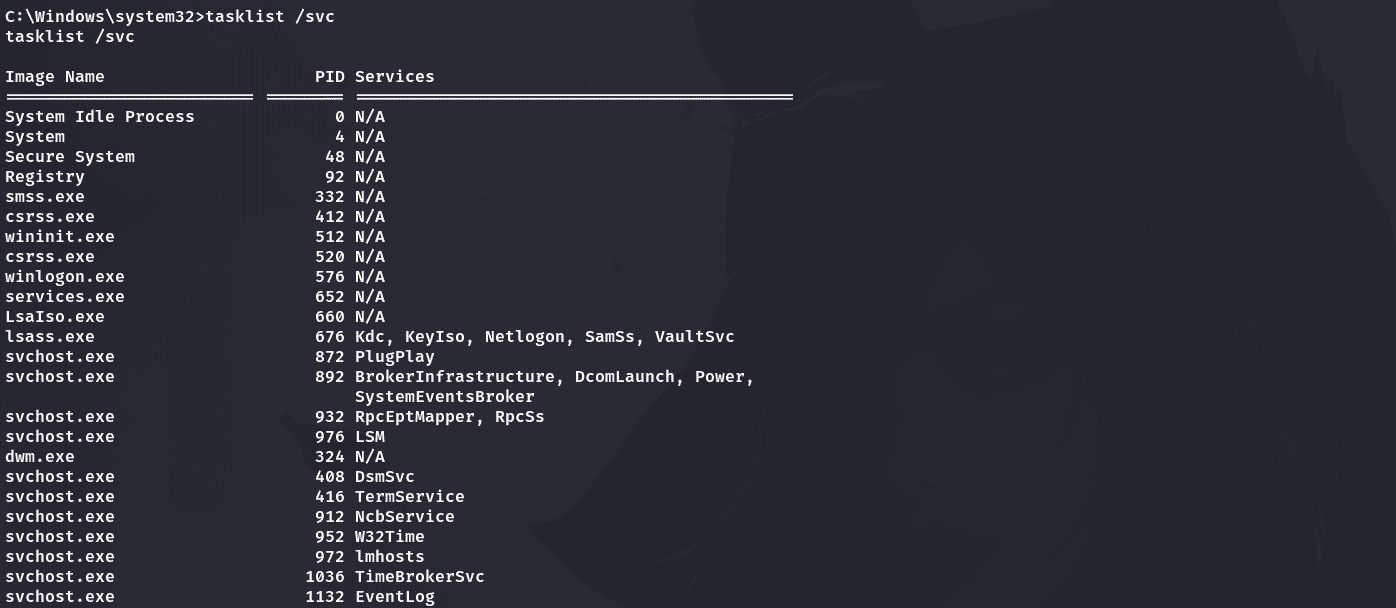 C:\Windows\system32>tasklist /svc
tasklist /svc
Image Name                     PID Services
========================= ======== ============================================
System Idle Process              0 N/A
System                           4 N/A
Secure System                   48 N/A
Registry                        92 N/A
smss.exe                       332 N/A
csrss.exe                      412 N/A
wininit.exe                    512 N/A
csrss.exe                      520 N/A
winlogon.exe                   576 N/A
services.exe                   652 N/A
LsaIso.exe                     660 N/A
lsass.exe                      676 Kdc, KeyIso, Netlogon, SamSs, VaultSvc
svchost.exe                    872 PlugPlay
svchost.exe                    892 BrokerInfrastructure, DcomLaunch, Power,
                                   SystemEventsBroker
svchost.exe                    932 RpcEptMapper, RpcSs
svchost.exe                    976 LSM
dwm.exe                        324 N/A
svchost.exe                    408 DsmSvc
svchost.exe                    416 TermService
svchost.exe                    912 NcbService
svchost.exe                    952 W32Time
svchost.exe                    972 lmhosts
svchost.exe                   1036 TimeBrokerSvc
svchost.exe                   1132 EventLog